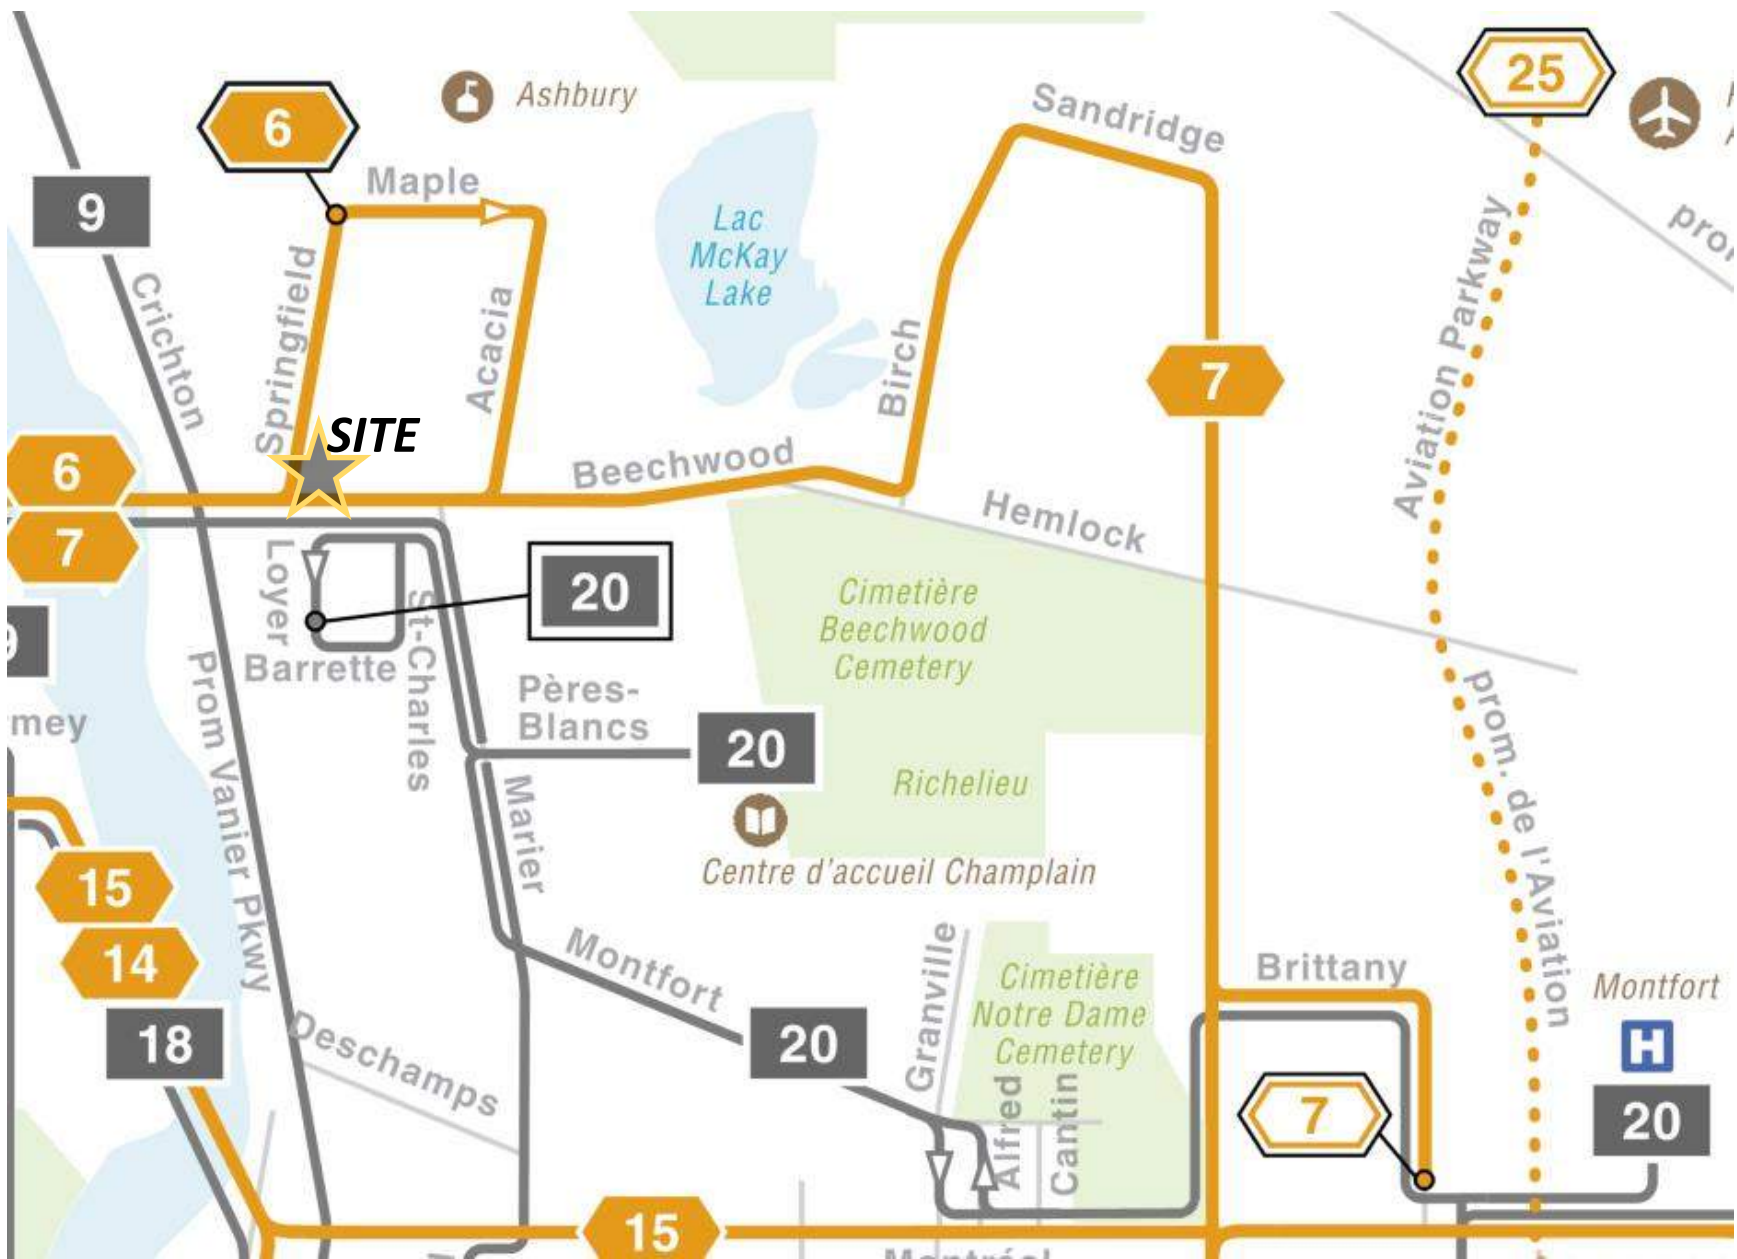 25
Ashbury
Sandridge
6
Maple
9
Lac
McKay
Lake
Springfield
Crichton
Acacia
Birch
Aviation Parkway
7
SITE
6
Beechwood
7
Hemlock
Loyer
20
St-Charles
Cimetière
Beechwood
Cemetery
9
Barrette
Prom Vanier Pkwy
Pères-
Blancs
20
prom. de l'Aviation
mey
Richelieu
Marier
15
Centre d'accueil Champlain
14
Montfort
Granville
Cimetière
Notre Dame
Cemetery
Brittany
Montfort
18
Deschamps
20
Alfred
Cantin
7
20
15